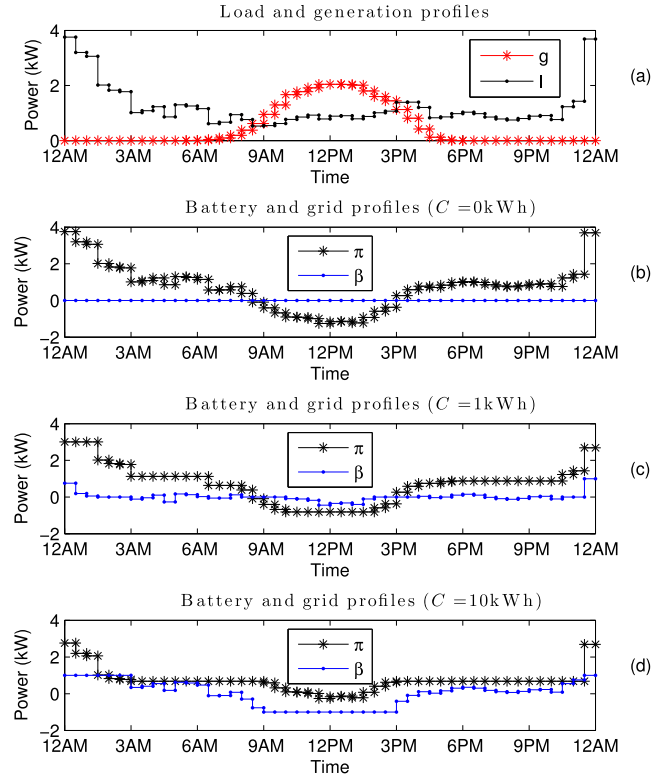 Load and generation profiles
4
2
0
Power (kW)
g
l
(a)
12AM 3AM 6AM 9AM 12PM 3PM 6PM 9PM 12AM
Time
Battery and grid profiles (C =0kWh)
4
2
0
−2
Power (kW)
π
β
(b)
12AM 3AM 6AM 9AM 12PM 3PM 6PM 9PM 12AM
Time
Battery and grid profiles (C =1kWh)
4
2
0
−2
Power (kW)
π
β
(c)
12AM 3AM 6AM 9AM 12PM 3PM 6PM 9PM 12AM
Time
Battery and grid profiles (C =10kWh)
4
2
0
−2
Power (kW)
π
β
(d)
12AM 3AM 6AM 9AM 12PM 3PM 6PM 9PM 12AM
Time